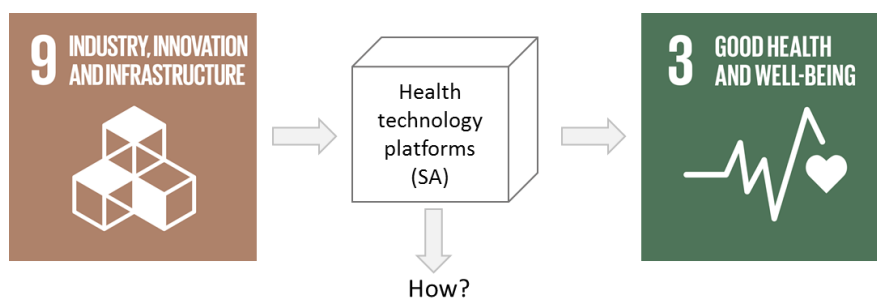 9 INDUSTRY, INNOVATION
AND INFRASTRUCTURE
Health
technology
platforms
(SA)
3 GOOD HEALTH
AND WELL-BEING
How?